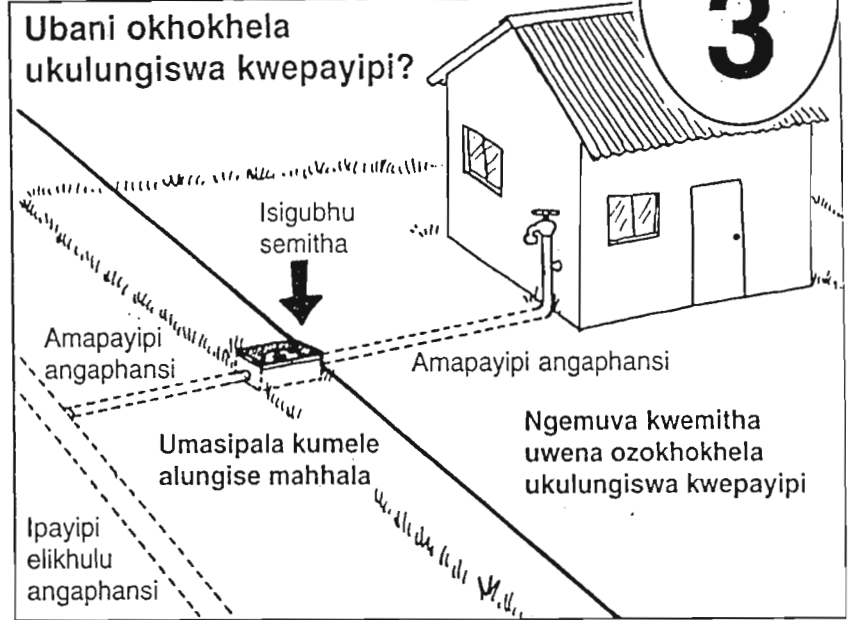 Ubani okhokhela
ukulungiswa kwepayipi?
3
Isigubhu
semitha
Amapayipi
angaphansi
Amapayipi angaphansi
Umasipala kumele
alungise mahhala
Ngemuva kwemitha
uwena ozokhokhela
ukulungiswa kwepayipi
Ipayipi
elikhulu
angaphansi